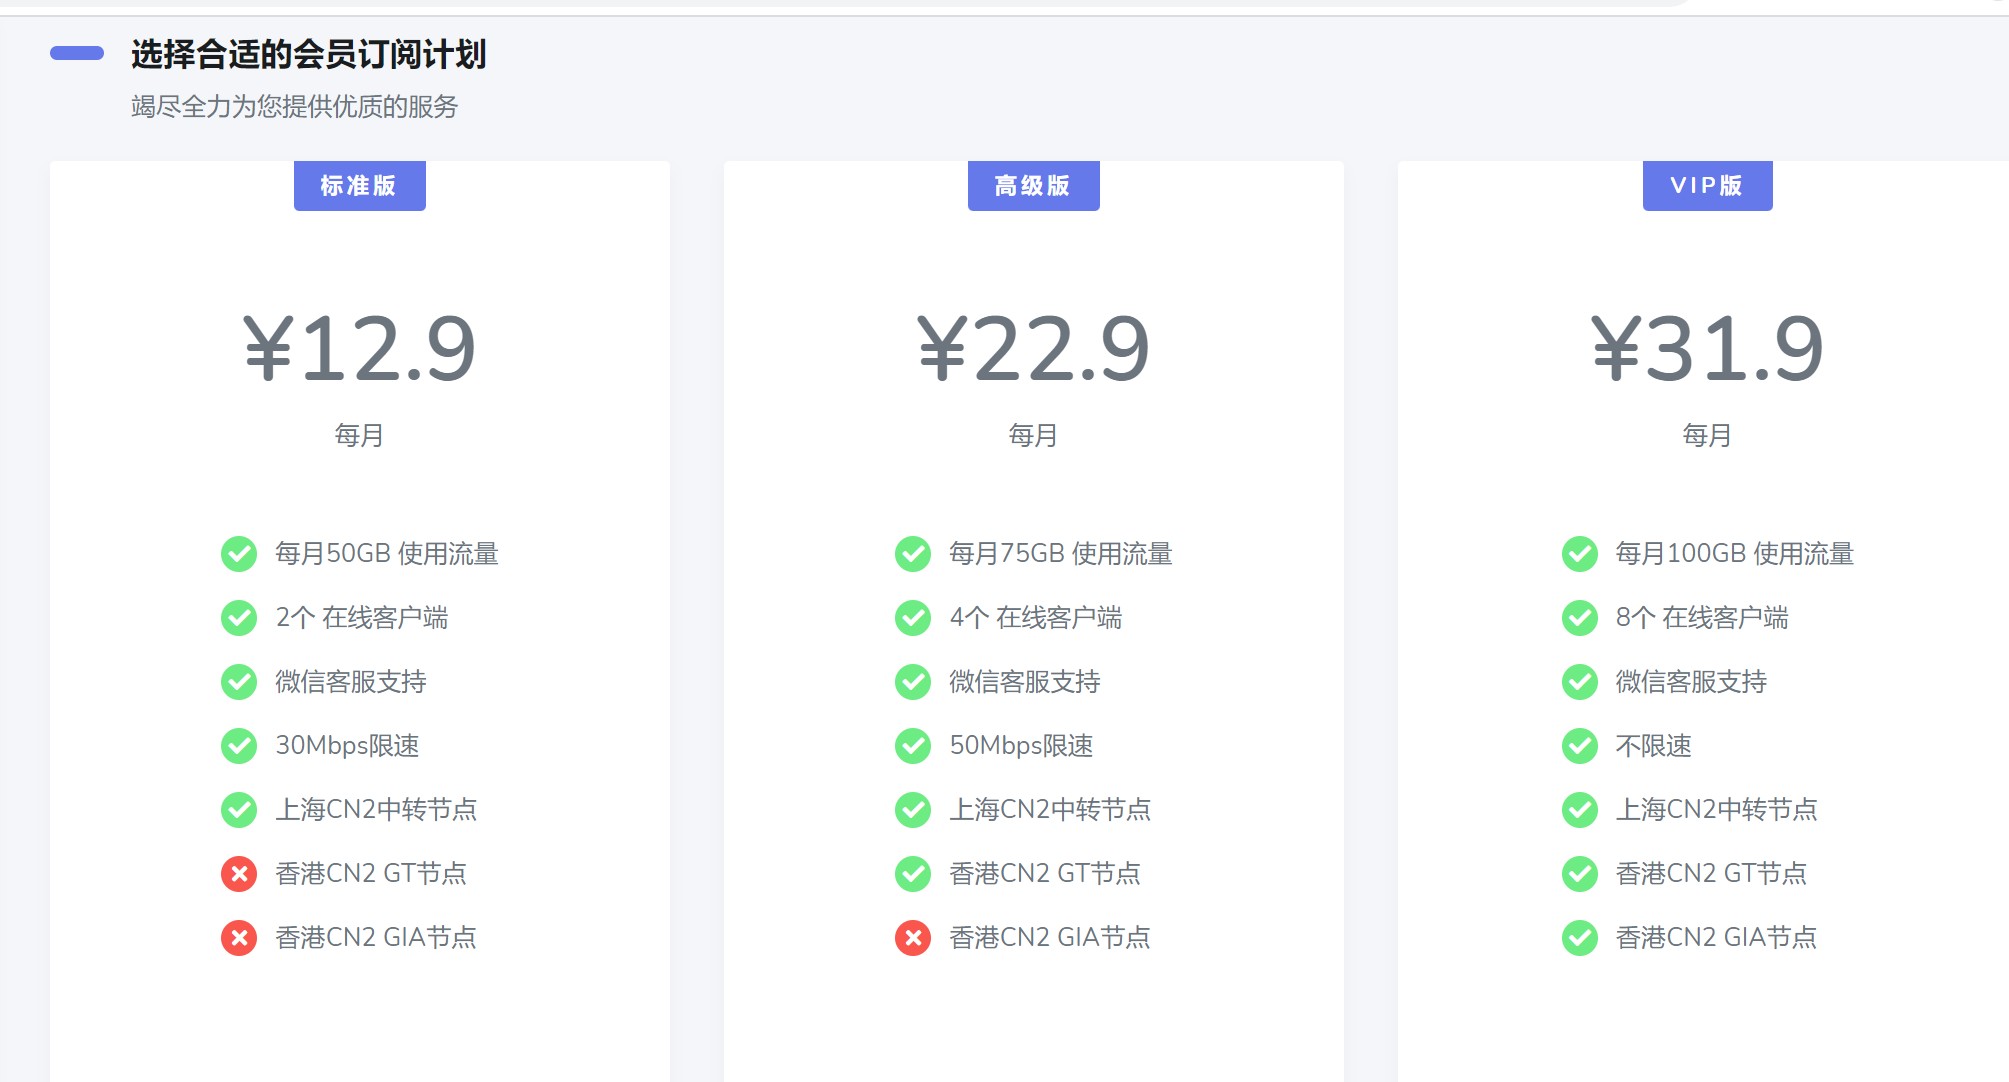 选择合适的会员订阅计划
竭尽全力为您提供优质的服务
标准版
¥12.9
每月
每月50GB 使用流量
2个 在线客户端
微信客服支持
30Mbps限速
上海CN2中转节点
香港CN2 GT节点
香港CN2 GIA节点
高级版
¥22.9
每月
每月75GB 使用流量
4个 在线客户端
微信客服支持
50Mbps限速
上海CN2中转节点
香港CN2 GT节点
香港CN2 GIA节点
VIP版
¥31.9
每月
每月100GB 使用流量
8个 在线客户端
微信客服支持
不限速
上海CN2中转节点
香港CN2 GT节点
香港CN2 GIA节点